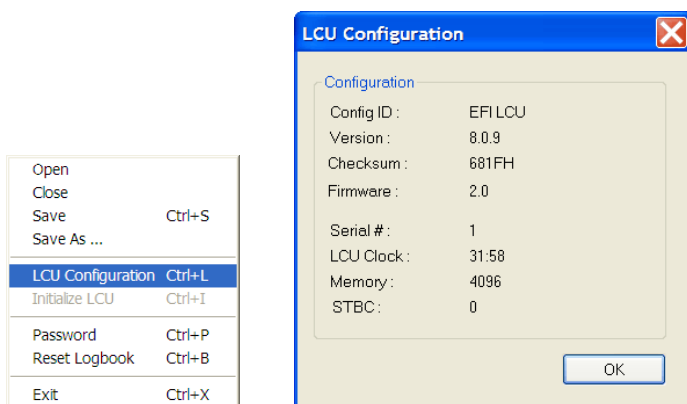 Open
Close
Save Ctrl+S
Save As ...
LCU Configuration Ctrl+L
Initialize LCU Ctrl+I
Password Ctrl+P
Reset Logbook Ctrl+B
Exit Ctrl+X
LCU Configuration
Configuration
Config ID : EFI LCU
Version : 8.0.9
Checksum : 681FH
Firmware : 2.0
Serial # : 1
LCU Clock : 31:58
Memory : 4096
STBC : 0
OK